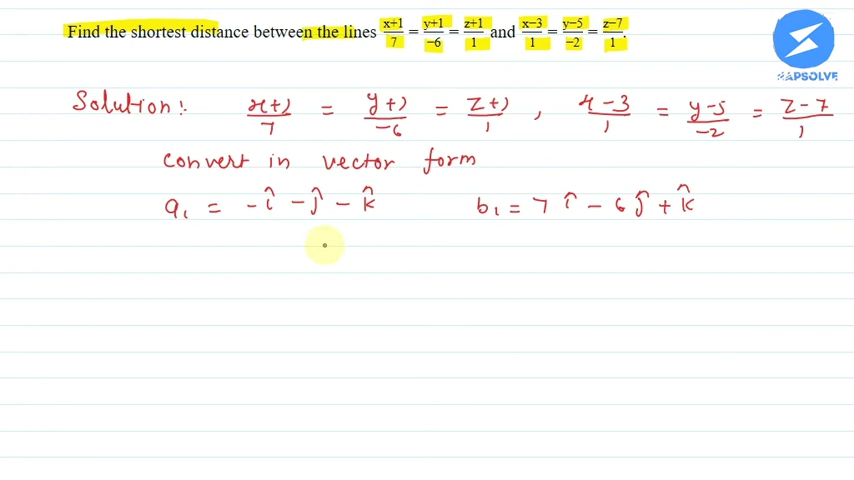 Find the shortest distance between the lines x+1/7 = y+1/-6 = z+1/1 and x-3/1 = y-5/-2 = z-7/1.
SAPSOLVE
Solution: x+1/7 = y+1/-6 = z+1/1 , x-3/1 = y-5/-2 = z-7/1
convert in vector form
a₁ = -î -ĵ - k̂   b₁ = 7 î - 6 ĵ + k̂